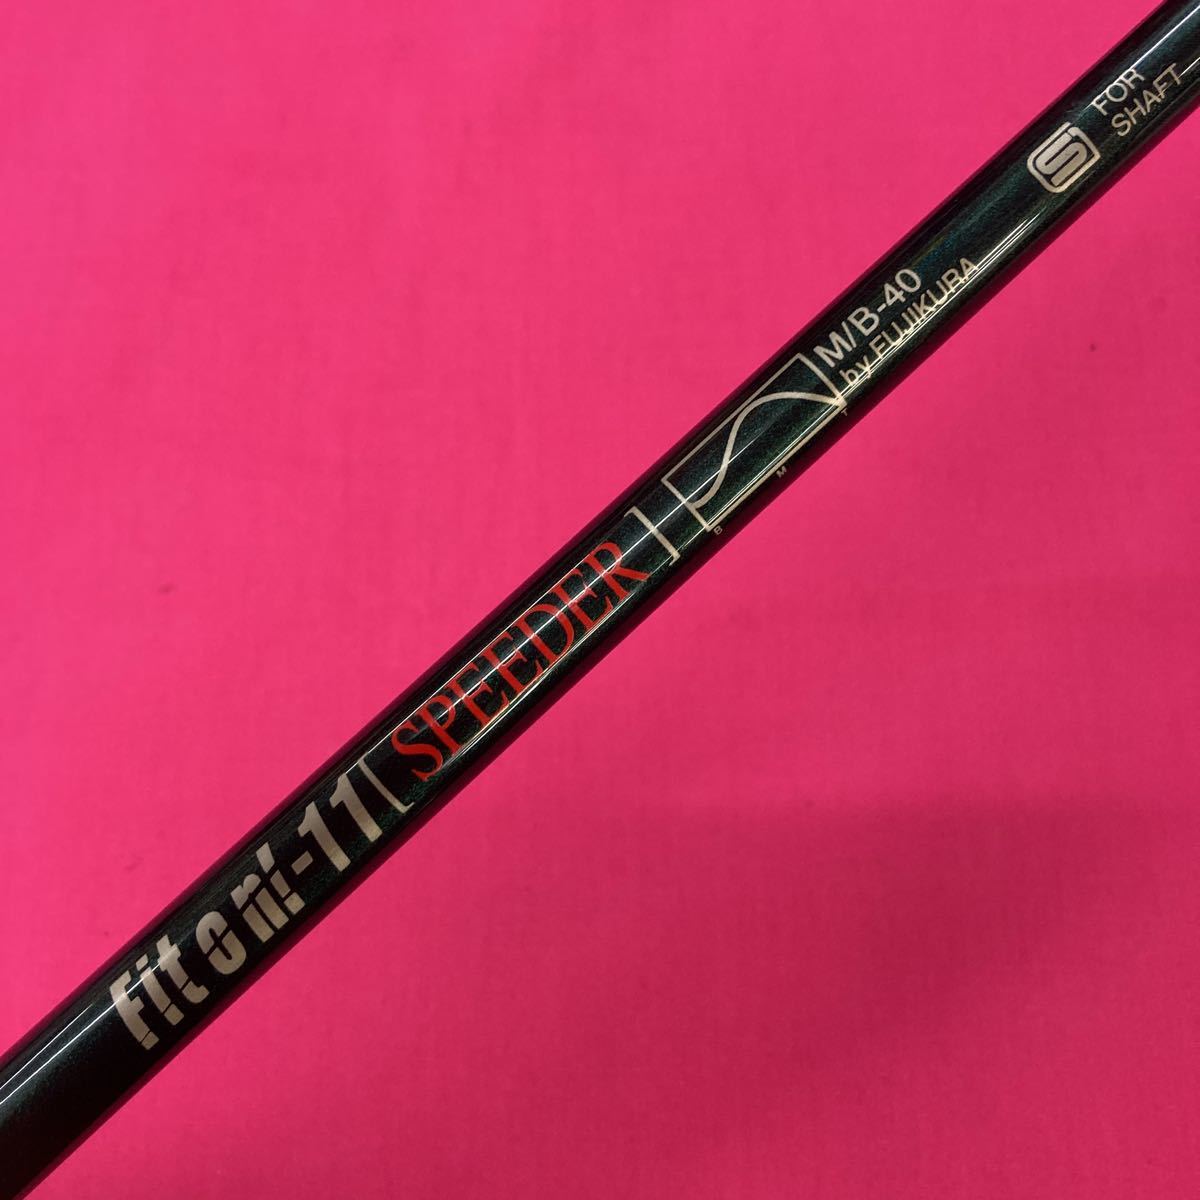 Fit on! -11 [ SPEEDER ]
B M T
M/B-40
by FUJIKURA
S FOR
SHAFT